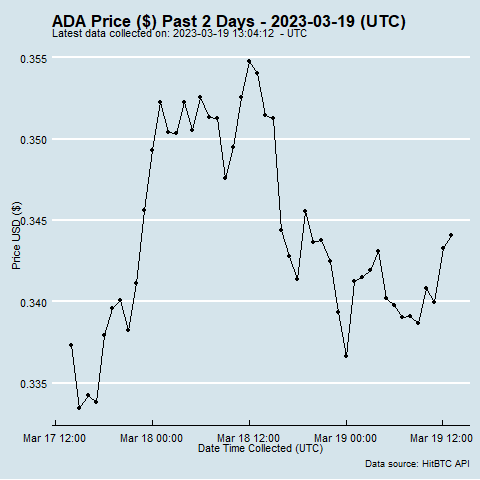 ADA Price ($) Past 2 Days - 2023-03-19 (UTC)
Latest data collected on: 2023-03-19 13:04:12 - UTC
0.355
0.350
0.345
0.340
0.335
Price USD ($)
Mar 17 12:00 Mar 18 00:00 Mar 18 12:00 Mar 19 00:00 Mar 19 12:00
Date Time Collected (UTC)
Data source: HitBTC API